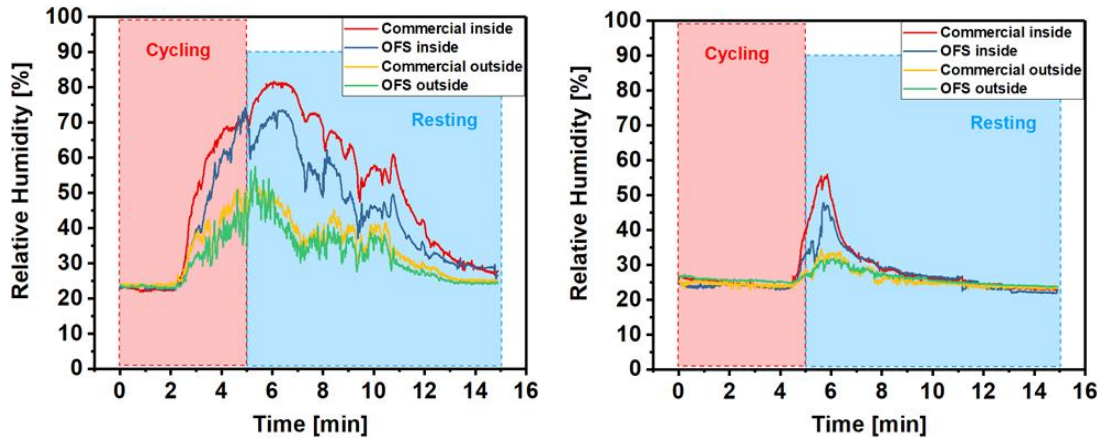 100
90
80
70
60
50
40
30
20
10
0
Relative Humidity [%]
Cycling
Commercial inside
OFS inside
Commercial outside
OFS outside
Resting
0 2 4 6 8 10 12 14 16
Time [min]
100
90
80
70
60
50
40
30
20
10
0
Relative Humidity [%]
Cycling
Commercial inside
OFS inside
Commercial outside
OFS outside
Resting
0 2 4 6 8 10 12 14 16
Time [min]